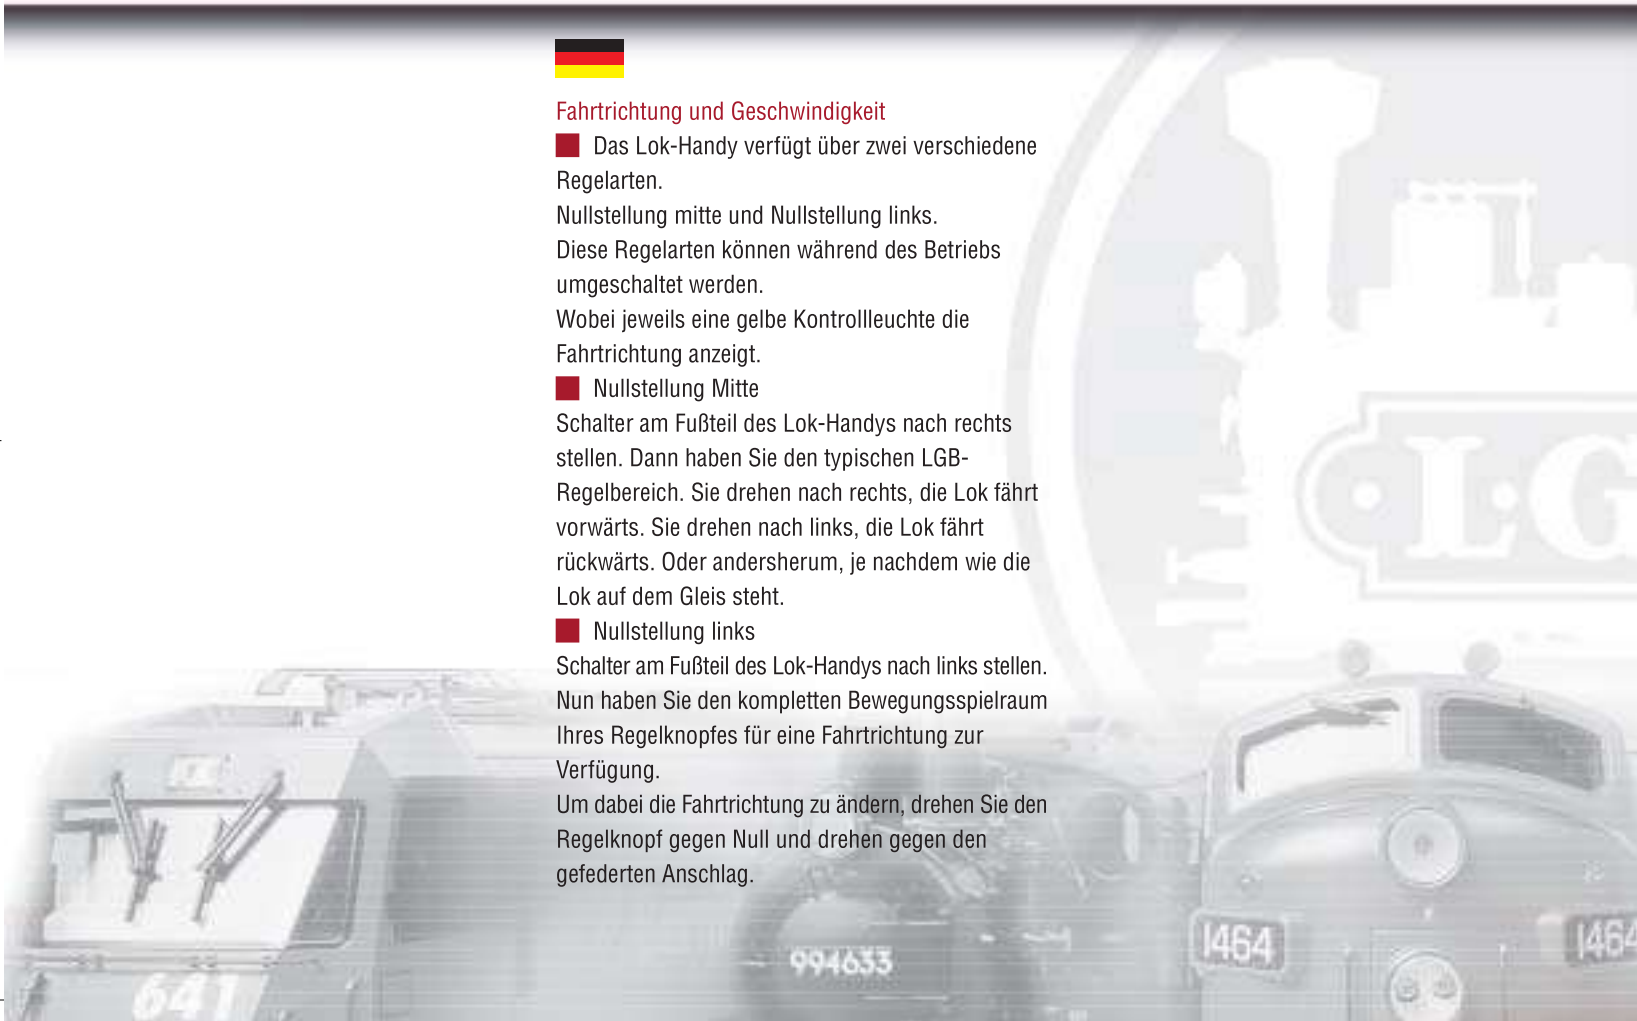 Fahrtrichtung und Geschwindigkeit
Das Lok-Handy verfügt über zwei verschiedene
Regelarten.
Nullstellung mitte und Nullstellung links.
Diese Regelarten können während des Betriebs
umgeschaltet werden.
Wobei jeweils eine gelbe Kontrollleuchte die
Fahrtrichtung anzeigt.
Nullstellung Mitte
Schalter am Fußteil des Lok-Handys nach rechts
stellen. Dann haben Sie den typischen LGB-
Regelbereich. Sie drehen nach rechts, die Lok fährt
vorwärts. Sie drehen nach links, die Lok fährt
rückwärts. Oder andersherum, je nachdem wie die
Lok auf dem Gleis steht.
Nullstellung links
Schalter am Fußteil des Lok-Handys nach links stellen.
Nun haben Sie den kompletten Bewegungsspielraum
Ihres Regelknopfes für eine Fahrtrichtung zur
Verfügung.
Um dabei die Fahrtrichtung zu ändern, drehen Sie den
Regelknopf gegen Null und drehen gegen den
gefederten Anschlag.
LG
641
994633
1464
1464